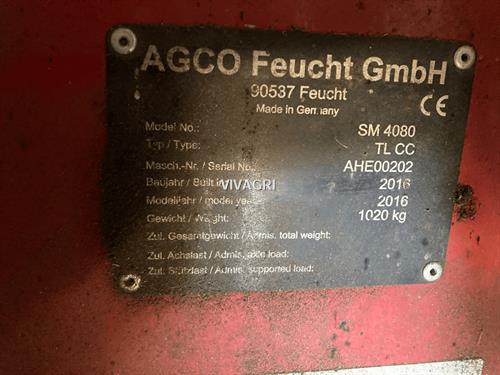 AGCO Feucht GmbH
90537 Feucht
Made in Germany
CE
Model No.: SM 4080
Typ / Type: TL CC
Masch.-Nr. / Serial No.: AHE00202
Baujahr / Built in 2016
VIVAGRI
Modelljahr / model year 2016
Gewicht / Weight: 1020 kg
Zul. Gesamtgewicht / Admis. total weight:
Zul. Achslast / Adm. axle load:
Zul. Stützlast / Admis. supported load: